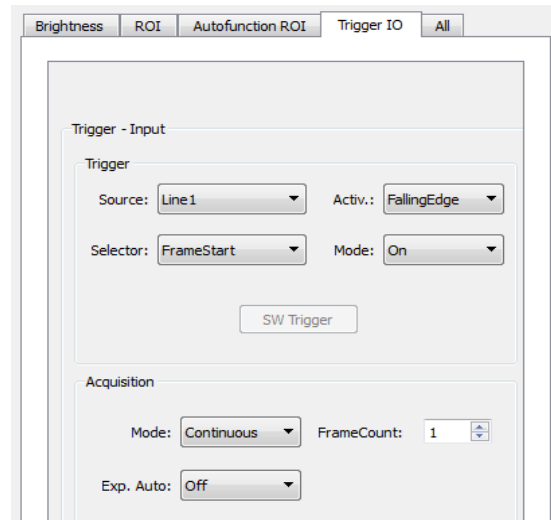 Brightness ROI Autofunction ROI Trigger IO All
Trigger - Input
Trigger
Source: Line1 Activ.: FallingEdge
Selector: FrameStart Mode: On
SW Trigger
Acquisition
Mode: Continuous FrameCount: 1
Exp. Auto: Off